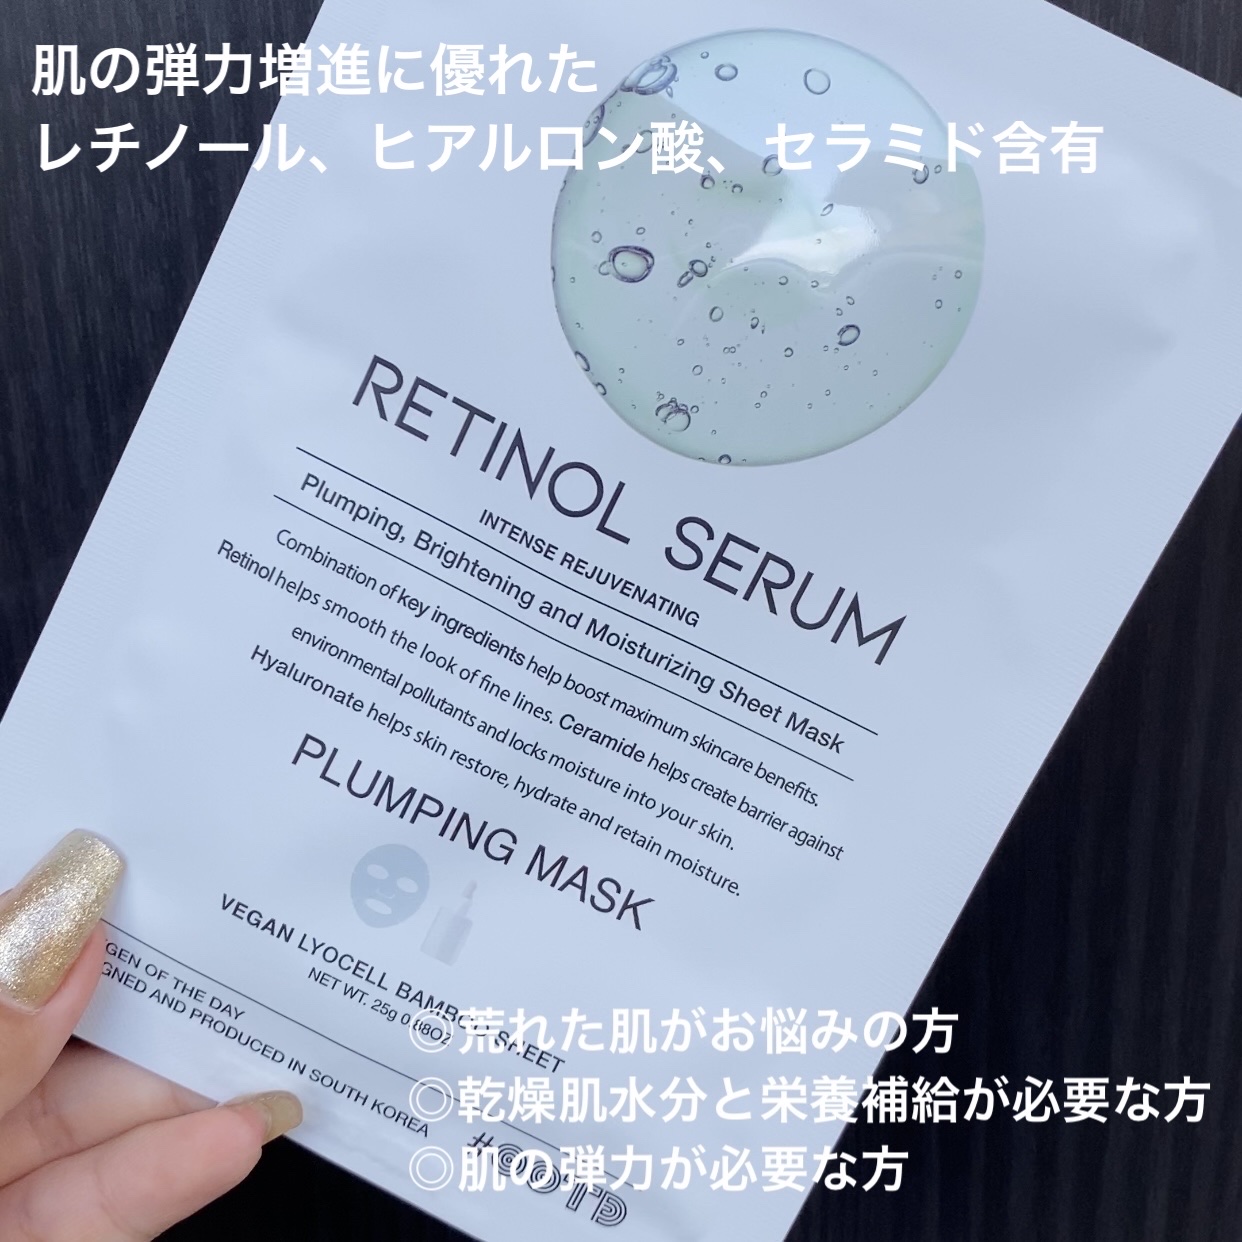 肌の弾力増進に優れた
レチノール、ヒアルロン酸、セラミド含有
RETINOL SERUM
INTENSE REJUVENATING
Plumping, Brightening and Moisturizing Sheet Mask
Combination of key ingredients help boost maximum skincare benefits.
Retinol helps smooth the look of fine lines. Ceramide helps create barrier against
environmental pollutants and locks moisture into your skin.
Hyaluronate helps skin restore, hydrate and retain moisture.
PLUMPING MASK
VEGAN LYOCELL BAMBOO SHEET
NET WT. 25g 0.88OZ
OF THE DAY
AND PRODUCED IN SOUTH KOREA
#OOTD
◎荒れた肌がお悩みの方
◎乾燥肌水分と栄養補給が必要な方
◎肌の弾力が必要な方